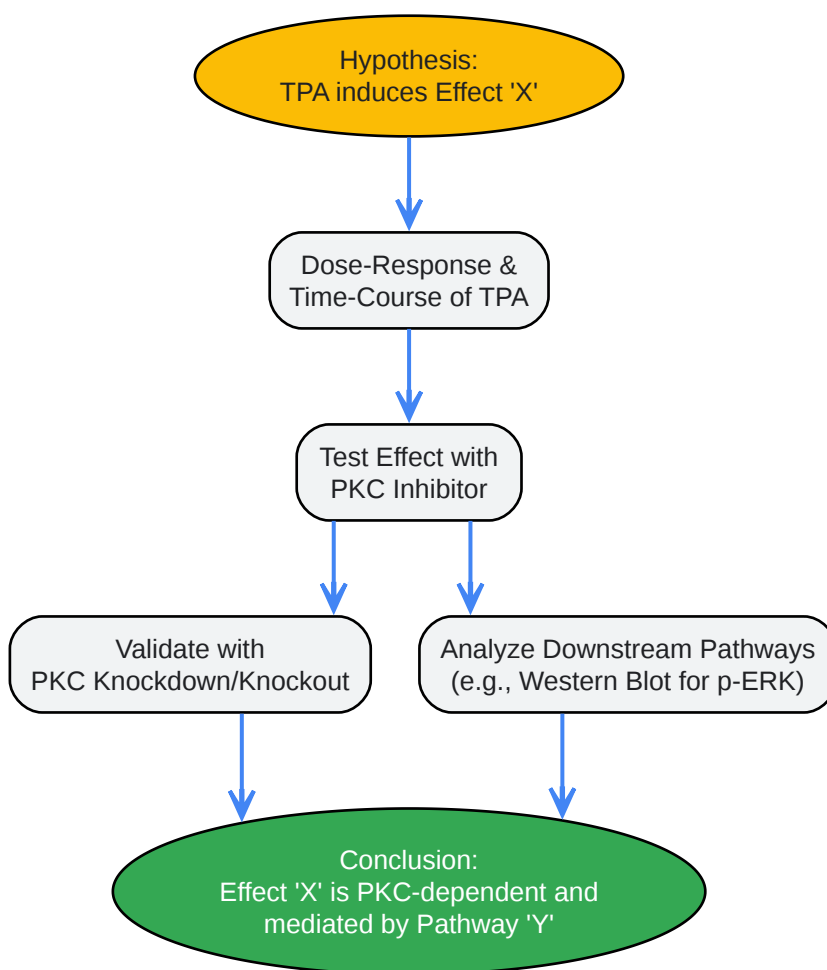 Hypothesis:
TPA induces Effect 'X'
Dose-Response &
Time-Course of TPA
Test Effect with
PKC Inhibitor
Validate with
PKC Knockdown/Knockout
Analyze Downstream Pathways
(e.g., Western Blot for p-ERK)
Conclusion:
Effect 'X' is PKC-dependent and
mediated by Pathway 'Y'